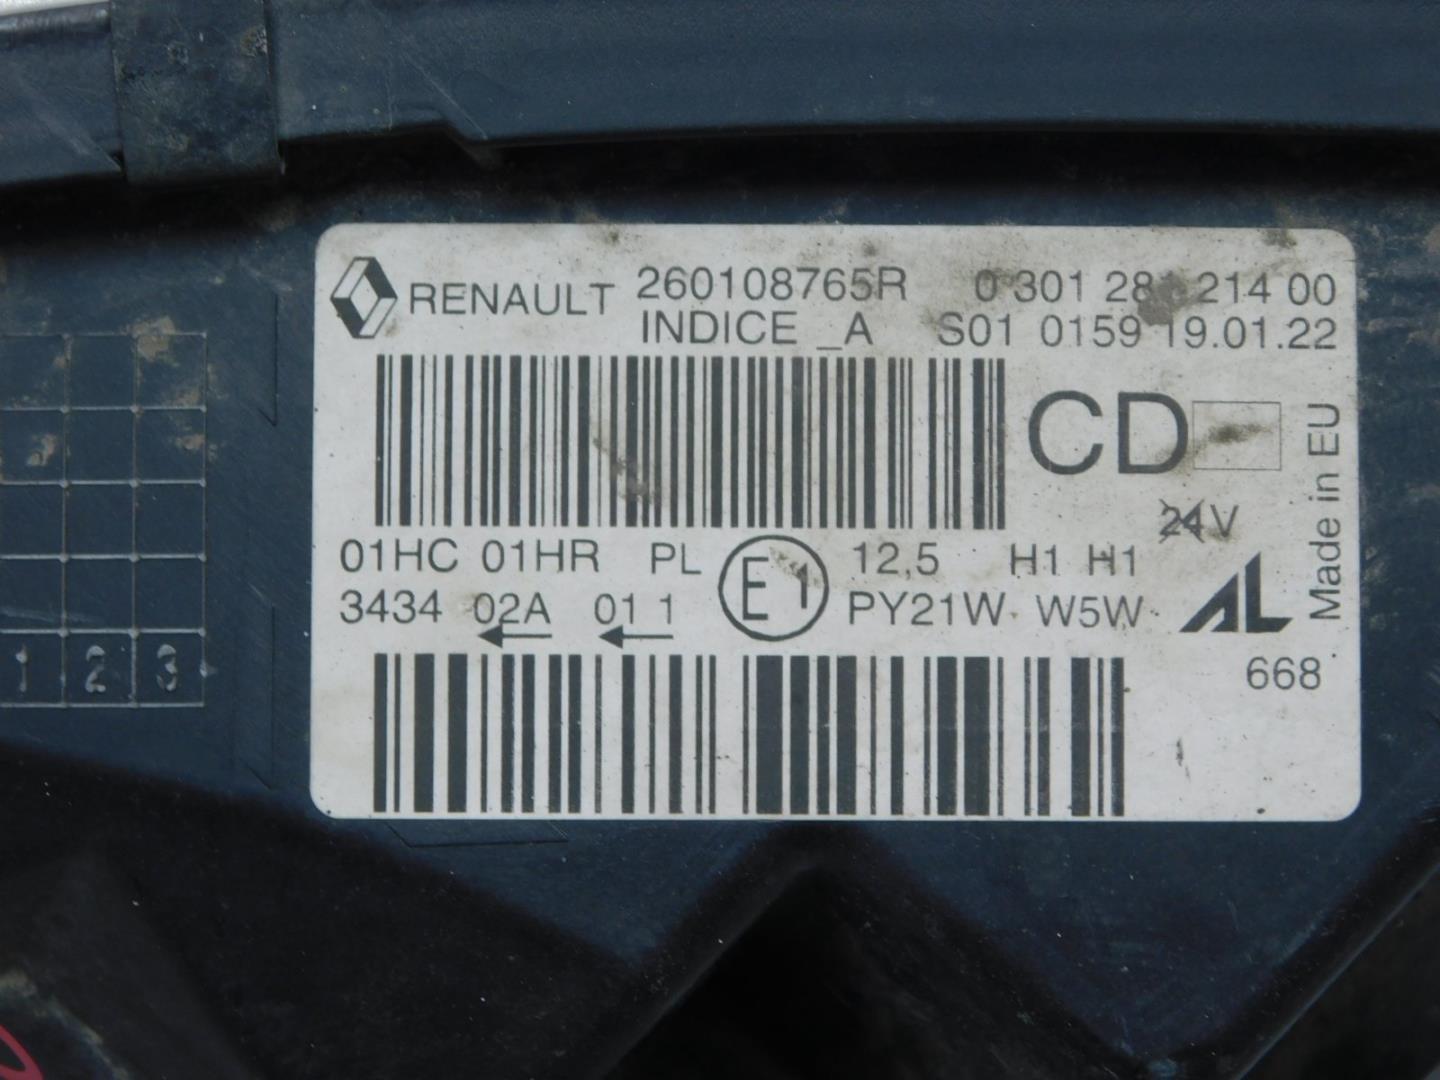 RENAULT 260108765R 0 301 28 214 00
INDICE _A S01 0159 19.01.22
CD
24V
Made in EU
01HC 01HR PL E1 12,5 H1 H1
3434 02A 01 1 PY21W W5W AL
668
1 2 3